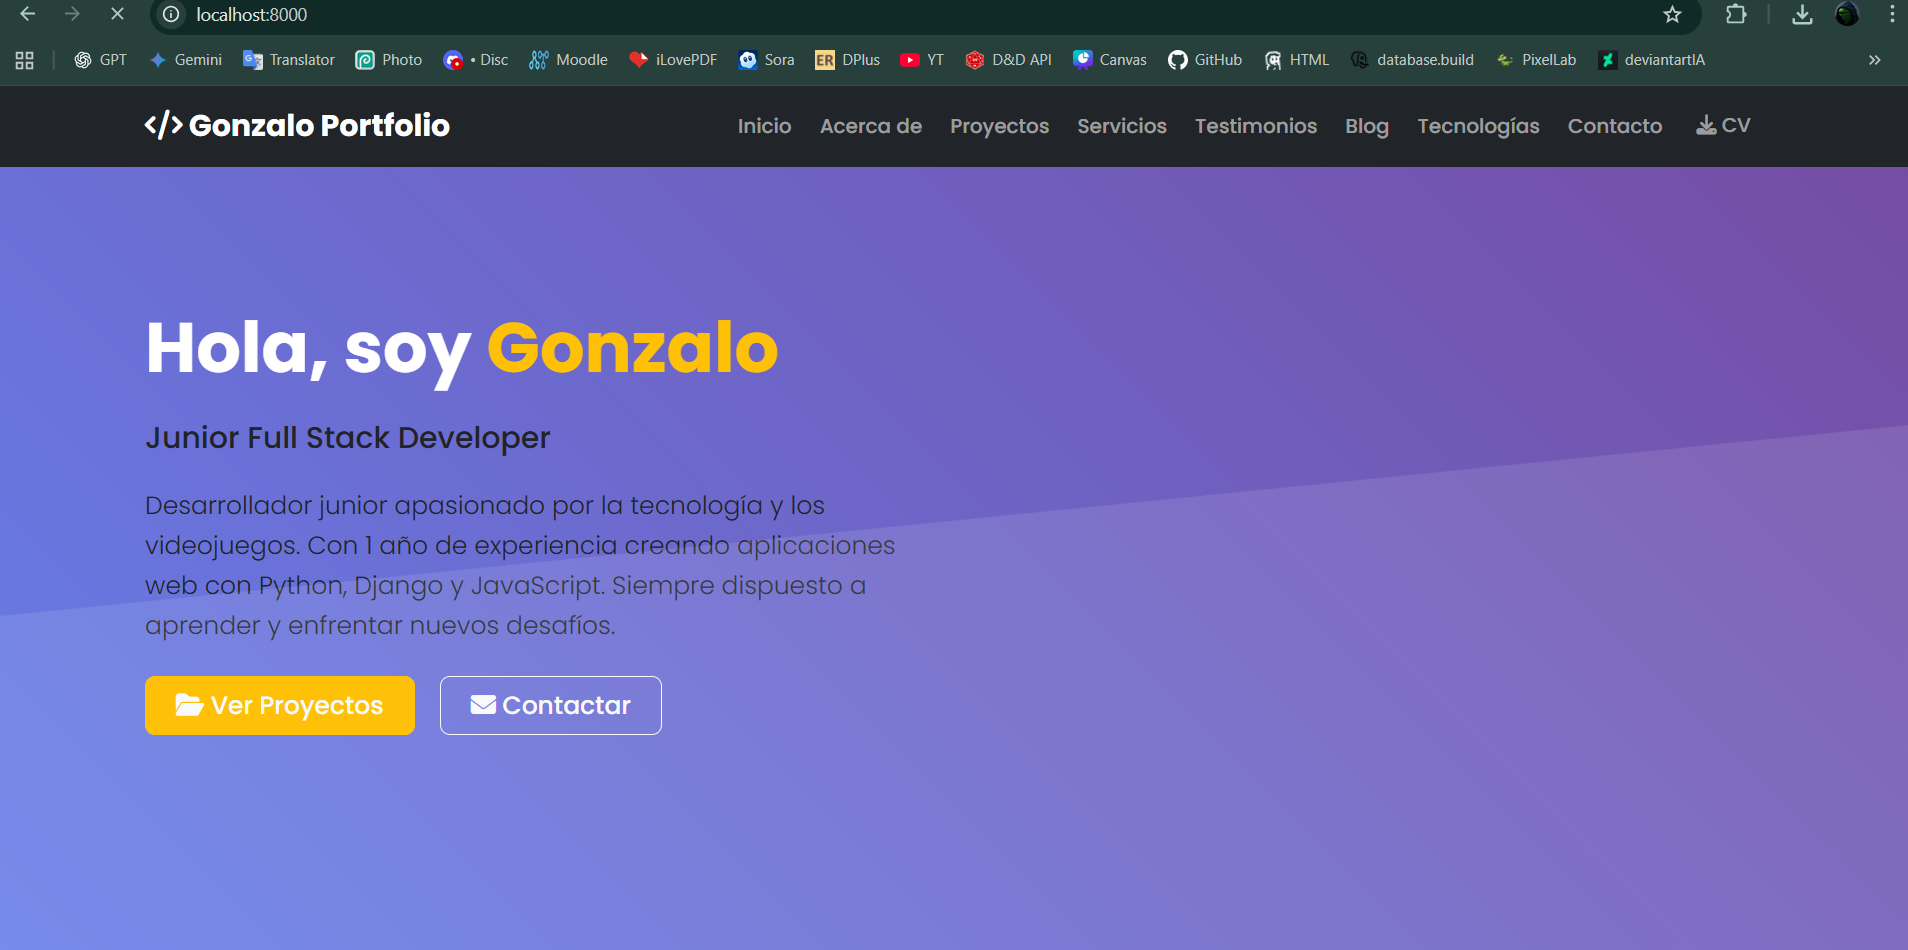 localhost:8000
GPT Gemini Translator Photo • Disc Moodle iLovePDF Sora DPlus YT D&D API Canvas GitHub HTML database.build PixelLab deviantartIA »
</> Gonzalo Portfolio Inicio Acerca de Proyectos Servicios Testimonios Blog Tecnologías Contacto CV
Hola, soy Gonzalo
Junior Full Stack Developer
Desarrollador junior apasionado por la tecnología y los
videojuegos. Con 1 año de experiencia creando aplicaciones
web con Python, Django y JavaScript. Siempre dispuesto a
aprender y enfrentar nuevos desafíos.
Ver Proyectos Contactar